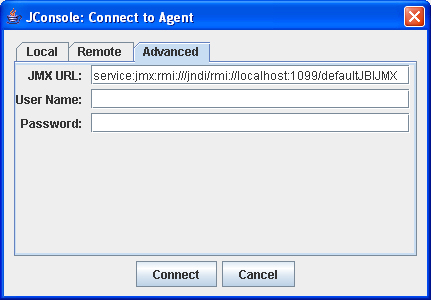 JConsole: Connect to Agent
Local Remote Advanced
JMX URL: service:jmx:rmi:///jndi/rmi://localhost:1099/defaultJBIJMX
User Name:
Password:
Connect Cancel